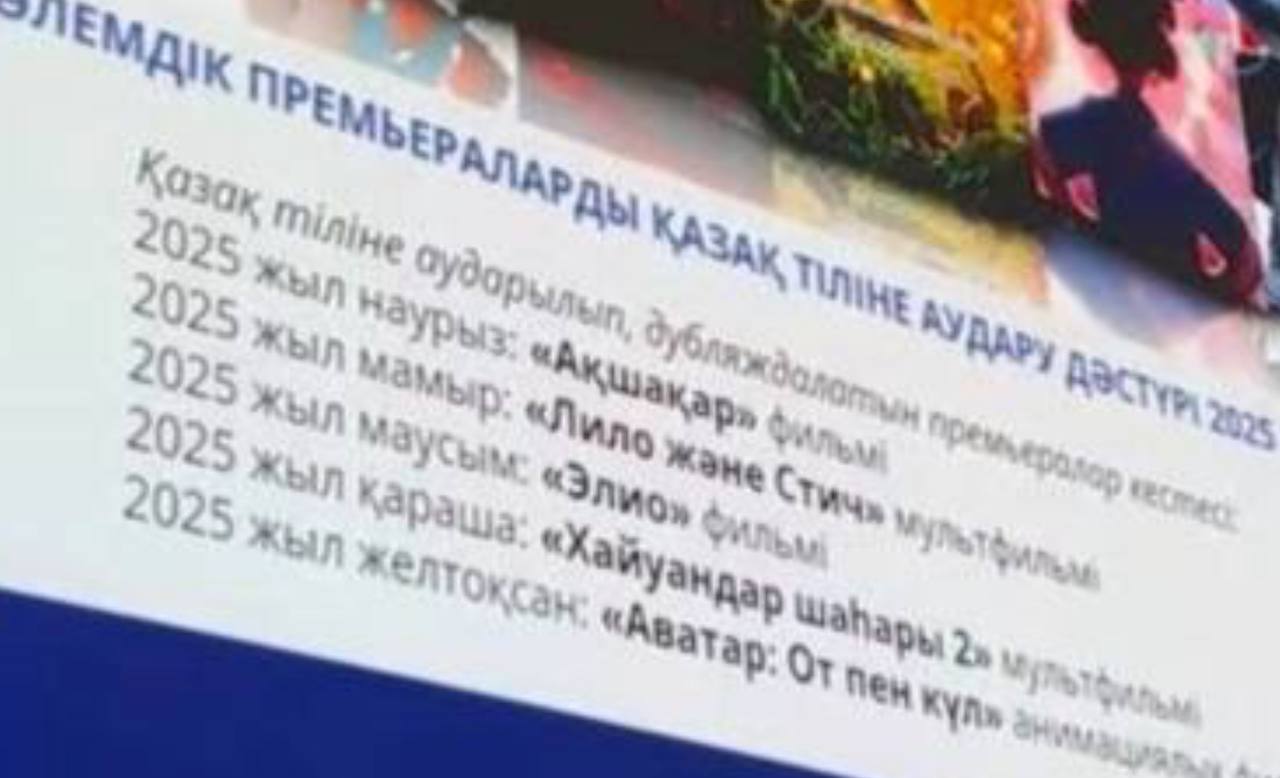 ӘЛЕМДІК ПРЕМЬЕРАЛАРДЫ ҚАЗАҚ ТІЛІНЕ АУДАРУ ДӘСТҮРІ 2025
Қазақ тіліне аударылып, дубляждалатын премьералар кестесі:
2025 жыл наурыз: «Ақшақар» фильмі
2025 жыл мамыр: «Лило және Стич» мультфильмі
2025 жыл маусым: «Элио» фильмі
2025 жыл қараша: «Хайуандар шаһары 2» мультфильмі
2025 жыл желтоқсан: «Аватар: От пен күл» анимациялық